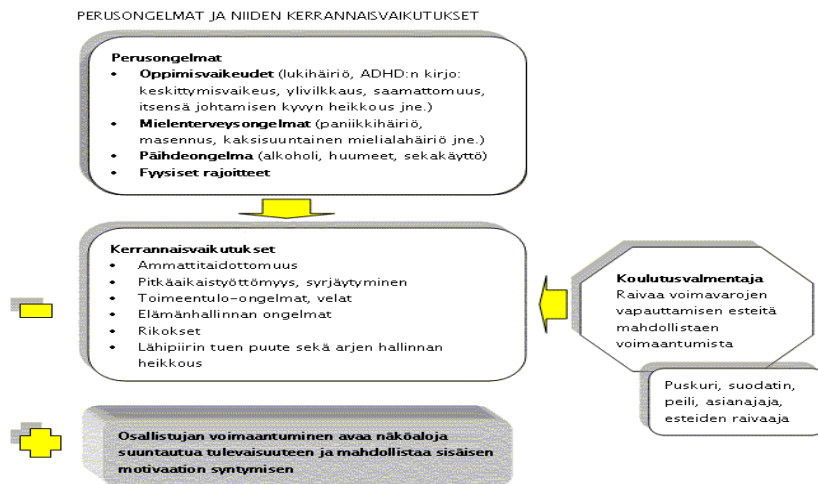 PERUSONGELMAT JA NIIDEN KERRANNAISVAIKUTUKSET
Perusongelmat
• Oppimisvaikeudet (lukihäiriö, ADHD:n kirjo:
keskittymisvaikeus, ylivilkkaus, saamattomuus,
itsensä johtamisen kyvyn heikkous jne.)
• Mielenterveysongelmat (paniikkihäiriö,
masennus, kaksisuuntainen mielialahäiriö jne.)
• Päihdeongelma (alkoholi, huumeet, sekakäyttö)
• Fyysiset rajoitteet
Kerrannaisvaikutukset
• Ammattitaidottomuus
• Pitkäaikaistyöttömyys, syrjäytyminen
• Toimeentulo-ongelmat, velat
• Elämänhallinnan ongelmat
• Rikokset
• Lähipiirin tuen puute sekä arjen hallinnan
heikkous
Koulutusvalmentaja
Raivaa voimavarojen
vapauttamisen esteitä
mahdollistaen
voimaantumista
Puskuri, suodatin,
peili, asianajaja,
esteiden raivaaja
Osallistujan voimaantuminen avaa näköaloja
suuntautua tulevaisuuteen ja mahdollistaa sisäisen
motivaation syntymisen